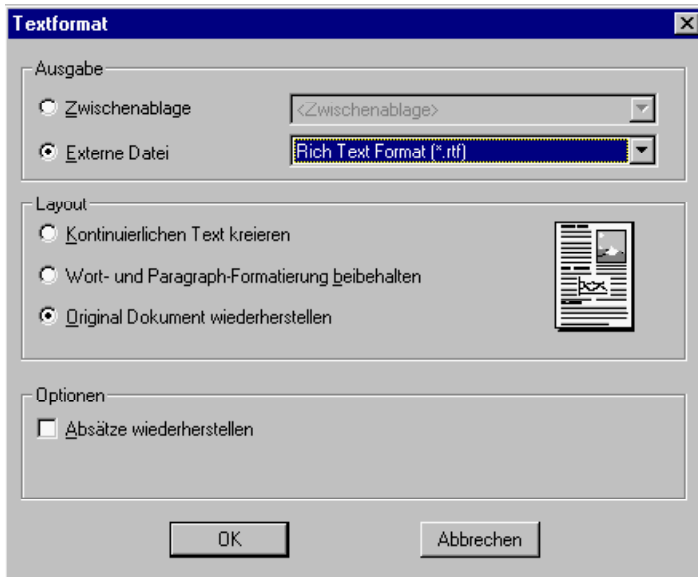 Textformat
Ausgabe
Zwischenablage
<Zwischenablage>
Externe Datei
Rich Text Format (*.rtf)
Layout
Kontinuierlichen Text kreieren
Wort- und Paragraph-Formatierung beibehalten
Original Dokument wiederherstellen
Optionen
Absätze wiederherstellen
OK
Abbrechen